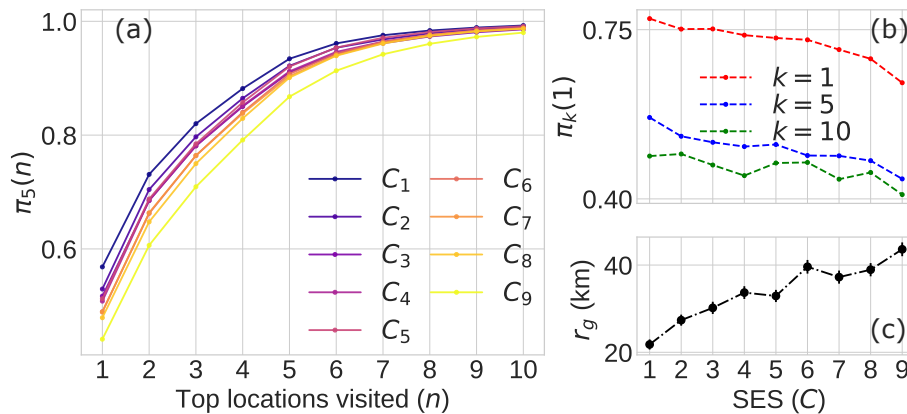 (a)
1.0
0.8
0.6
π₅(n)
C₁
C₂
C₃
C₄
C₅
C₆
C₇
C₈
C₉
1 2 3 4 5 6 7 8 9 10
Top locations visited (n)
(b)
0.75
0.40
πₖ(1)
k = 1
k = 5
k = 10
(c)
40
20
r_g (km)
1 2 3 4 5 6 7 8 9
SES (C)